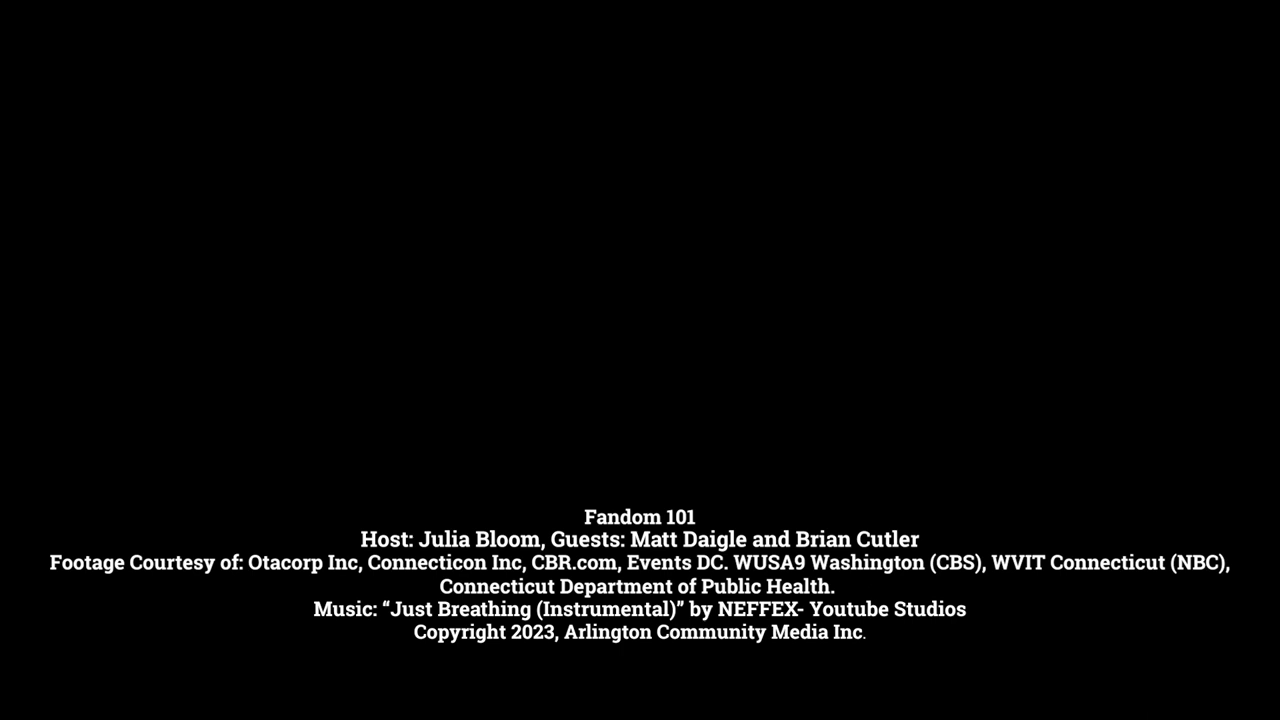 Fandom 101
Host: Julia Bloom, Guests: Matt Daigle and Brian Cutler
Footage Courtesy of: Otacorp Inc, Connecticon Inc, CBR.com, Events DC. WUSA9 Washington (CBS), WVIT Connecticut (NBC),
Connecticut Department of Public Health.
Music: “Just Breathing (Instrumental)” by NEFFEX- Youtube Studios
Copyright 2023, Arlington Community Media Inc.